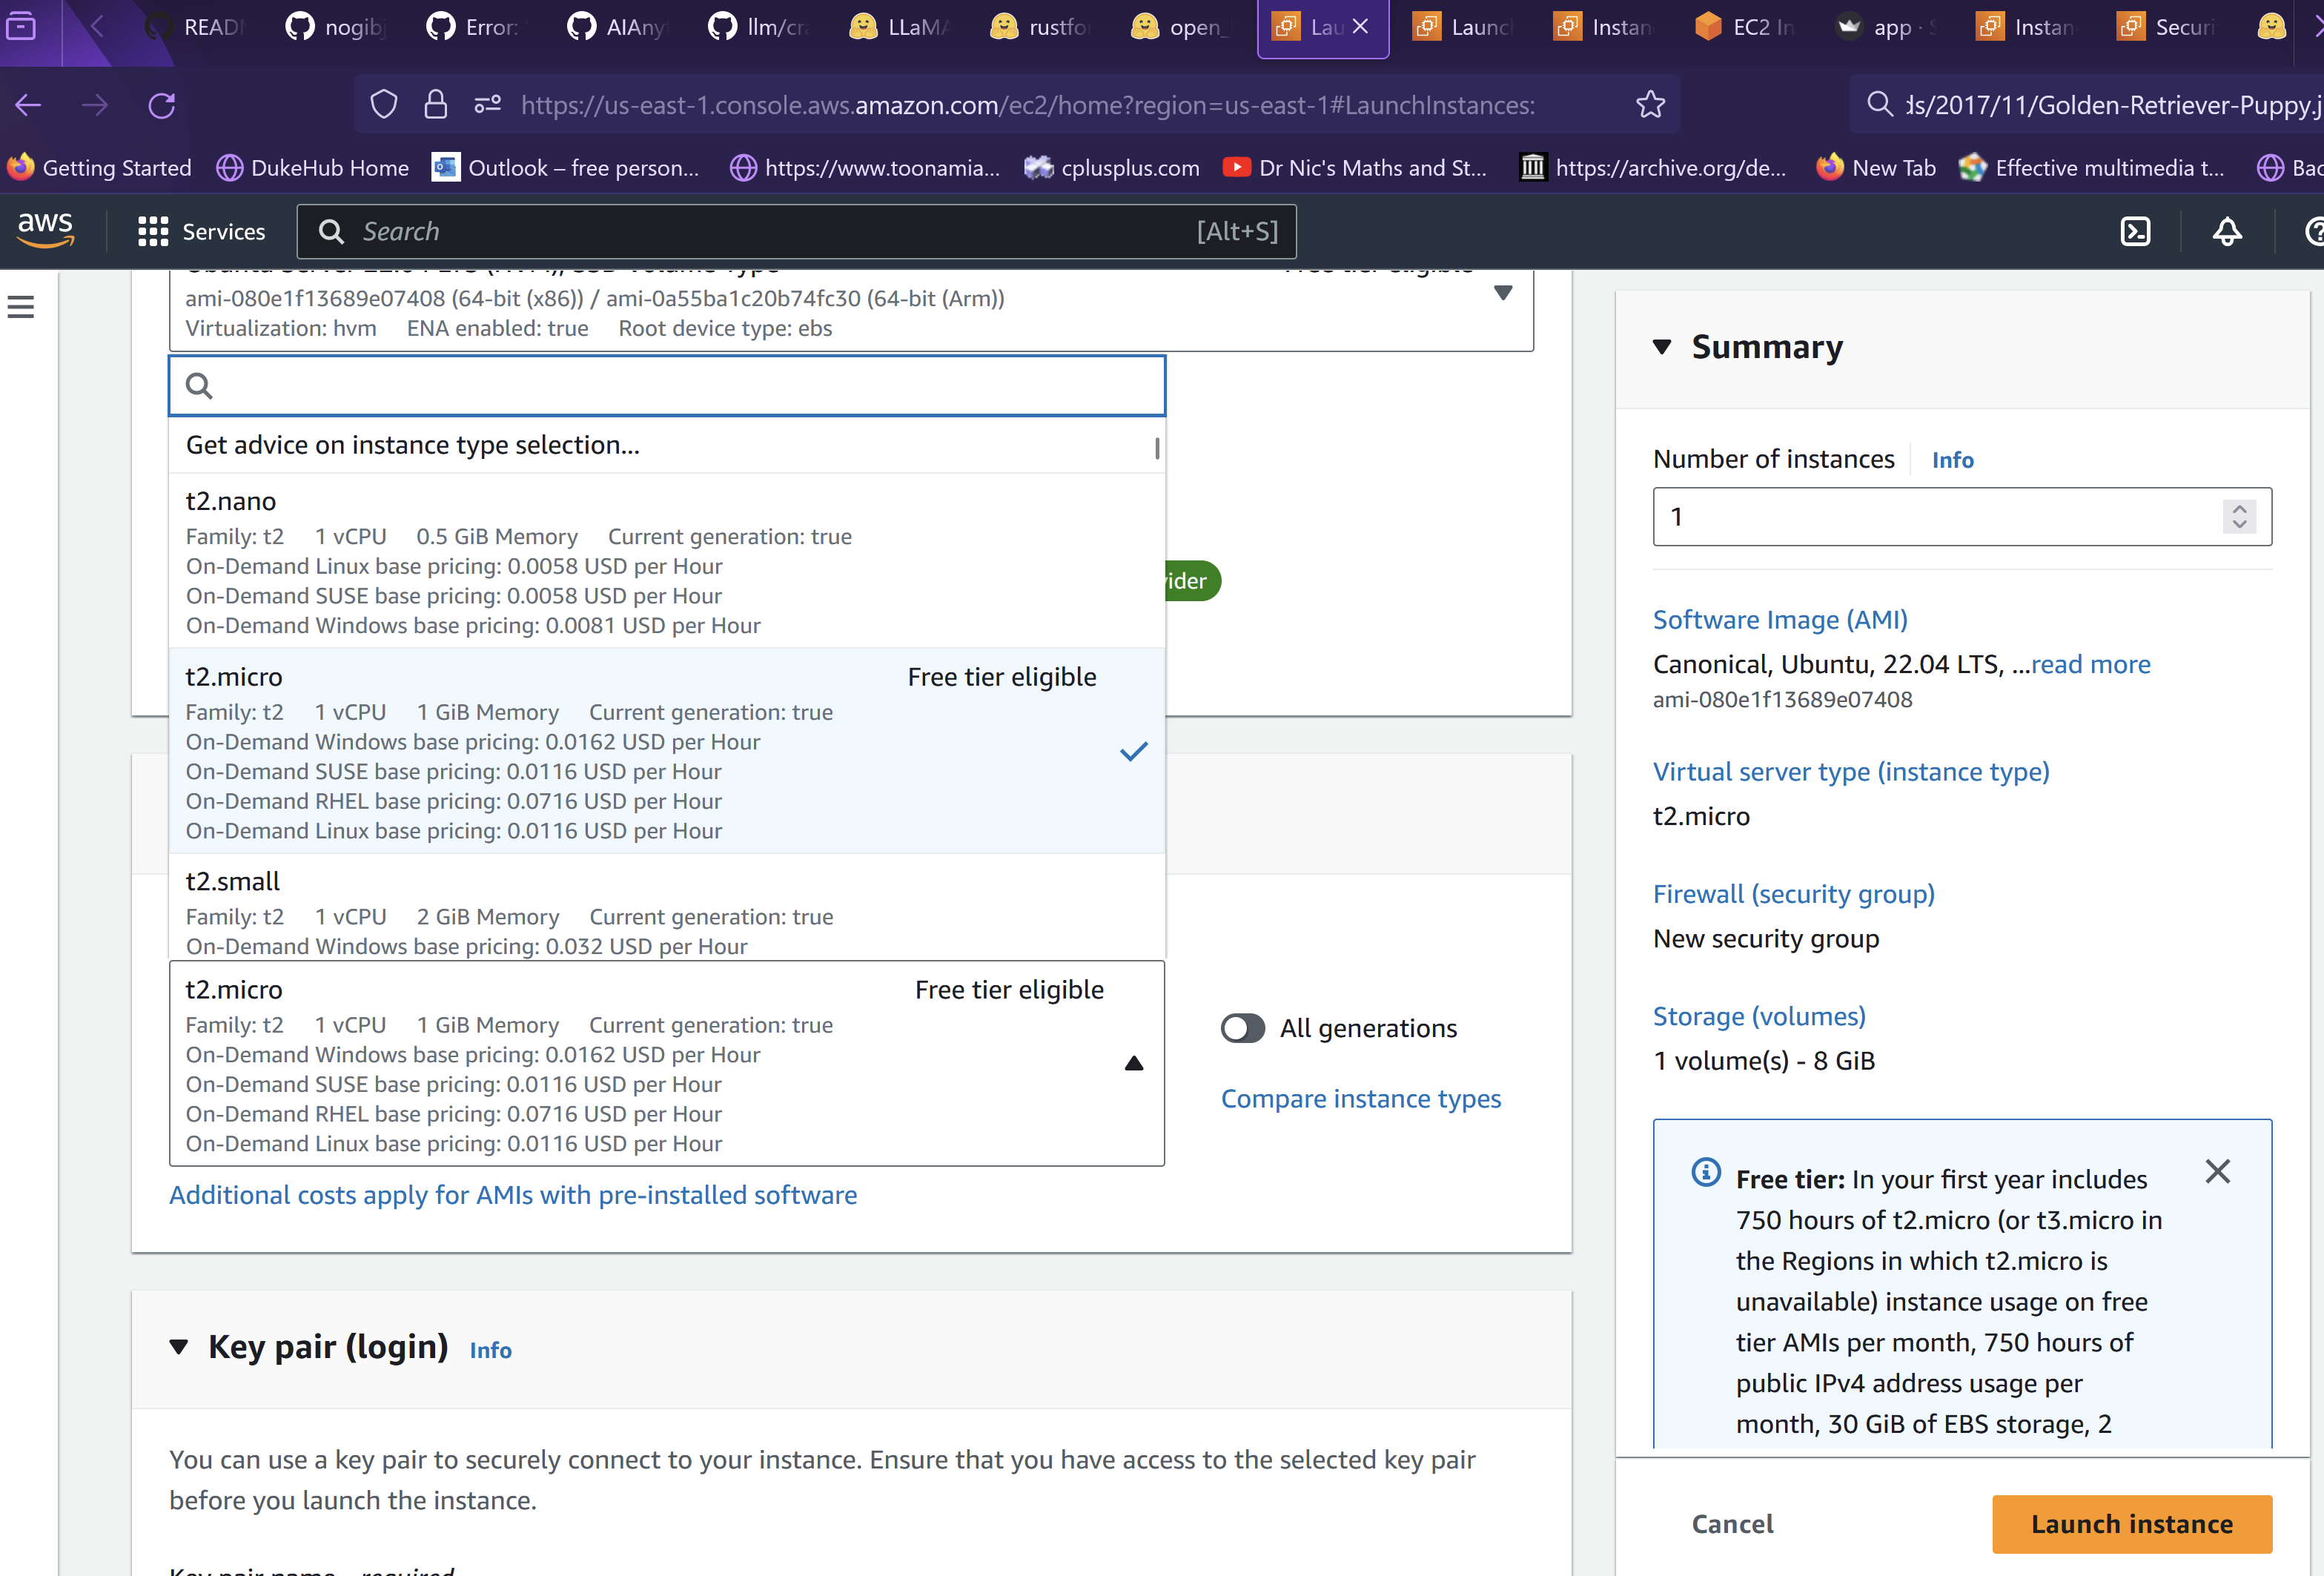 READ
nogibj
Error:
AIAny
llm/cra
LLaMA
rustfo
open_
Lau
Launc
Instan
EC2 In
app · S
Instan
Securi
https://us-east-1.console.aws.amazon.com/ec2/home?region=us-east-1#LaunchInstances:
ds/2017/11/Golden-Retriever-Puppy.j
Getting Started
DukeHub Home
Outlook – free person...
https://www.toonamia...
cplusplus.com
Dr Nic's Maths and St...
https://archive.org/de...
New Tab
Effective multimedia t...
Bac
aws
Services
Search
[Alt+S]
ami-080e1f13689e07408 (64-bit (x86)) / ami-0a55ba1c20b74fc30 (64-bit (Arm))
Virtualization: hvm ENA enabled: true Root device type: ebs
Get advice on instance type selection...
t2.nano
Family: t2 1 vCPU 0.5 GiB Memory Current generation: true
On-Demand Linux base pricing: 0.0058 USD per Hour
On-Demand SUSE base pricing: 0.0058 USD per Hour
On-Demand Windows base pricing: 0.0081 USD per Hour
vider
t2.micro Free tier eligible
Family: t2 1 vCPU 1 GiB Memory Current generation: true
On-Demand Windows base pricing: 0.0162 USD per Hour
On-Demand SUSE base pricing: 0.0116 USD per Hour
On-Demand RHEL base pricing: 0.0716 USD per Hour
On-Demand Linux base pricing: 0.0116 USD per Hour
t2.small
Family: t2 1 vCPU 2 GiB Memory Current generation: true
On-Demand Windows base pricing: 0.032 USD per Hour
t2.micro Free tier eligible
Family: t2 1 vCPU 1 GiB Memory Current generation: true
On-Demand Windows base pricing: 0.0162 USD per Hour
On-Demand SUSE base pricing: 0.0116 USD per Hour
On-Demand RHEL base pricing: 0.0716 USD per Hour
On-Demand Linux base pricing: 0.0116 USD per Hour
All generations
Compare instance types
Additional costs apply for AMIs with pre-installed software
Key pair (login) Info
You can use a key pair to securely connect to your instance. Ensure that you have access to the selected key pair
before you launch the instance.
Key pair name - required
Summary
Number of instances Info
1
Software Image (AMI)
Canonical, Ubuntu, 22.04 LTS, ...read more
ami-080e1f13689e07408
Virtual server type (instance type)
t2.micro
Firewall (security group)
New security group
Storage (volumes)
1 volume(s) - 8 GiB
Free tier: In your first year includes
750 hours of t2.micro (or t3.micro in
the Regions in which t2.micro is
unavailable) instance usage on free
tier AMIs per month, 750 hours of
public IPv4 address usage per
month, 30 GiB of EBS storage, 2
Cancel
Launch instance